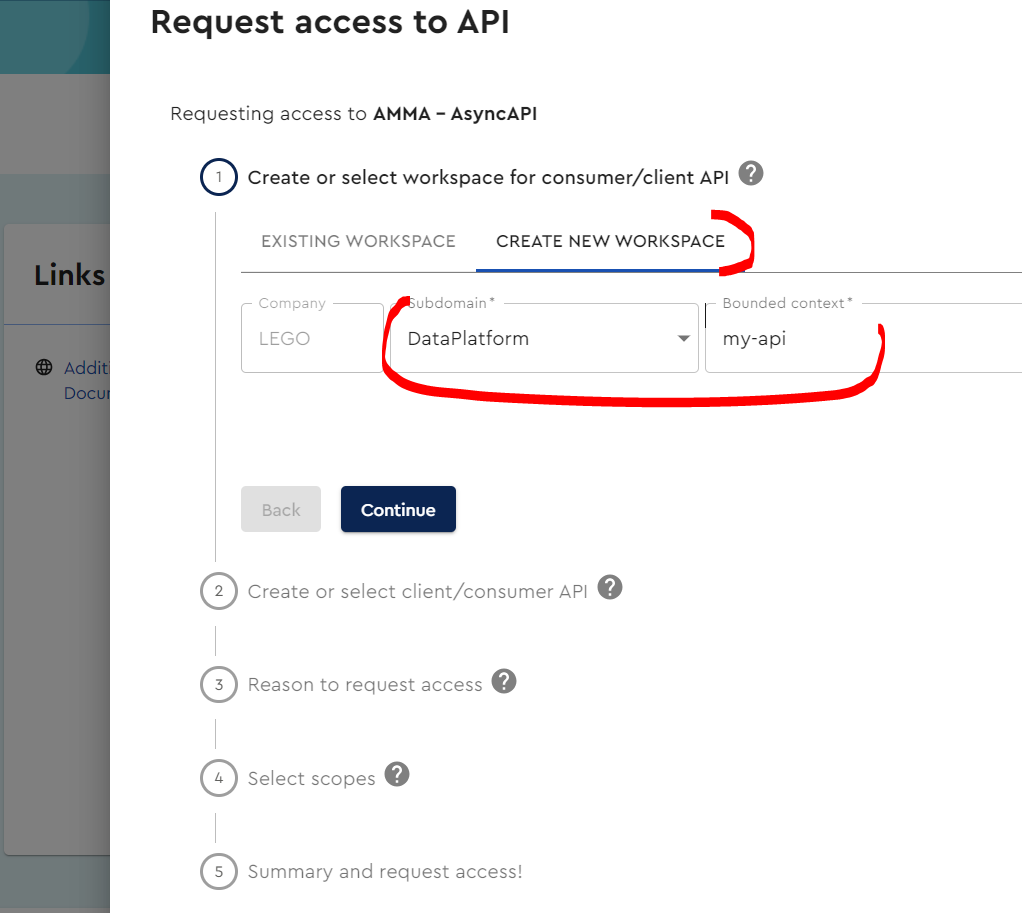 Request access to API
Requesting access to AMMA – AsyncAPI
1 Create or select workspace for consumer/client API ?
EXISTING WORKSPACE CREATE NEW WORKSPACE
Company Subdomain* Bounded context*
LEGO DataPlatform my-api
Back Continue
2 Create or select client/consumer API ?
3 Reason to request access ?
4 Select scopes ?
5 Summary and request access!
Links
Additi
Docum